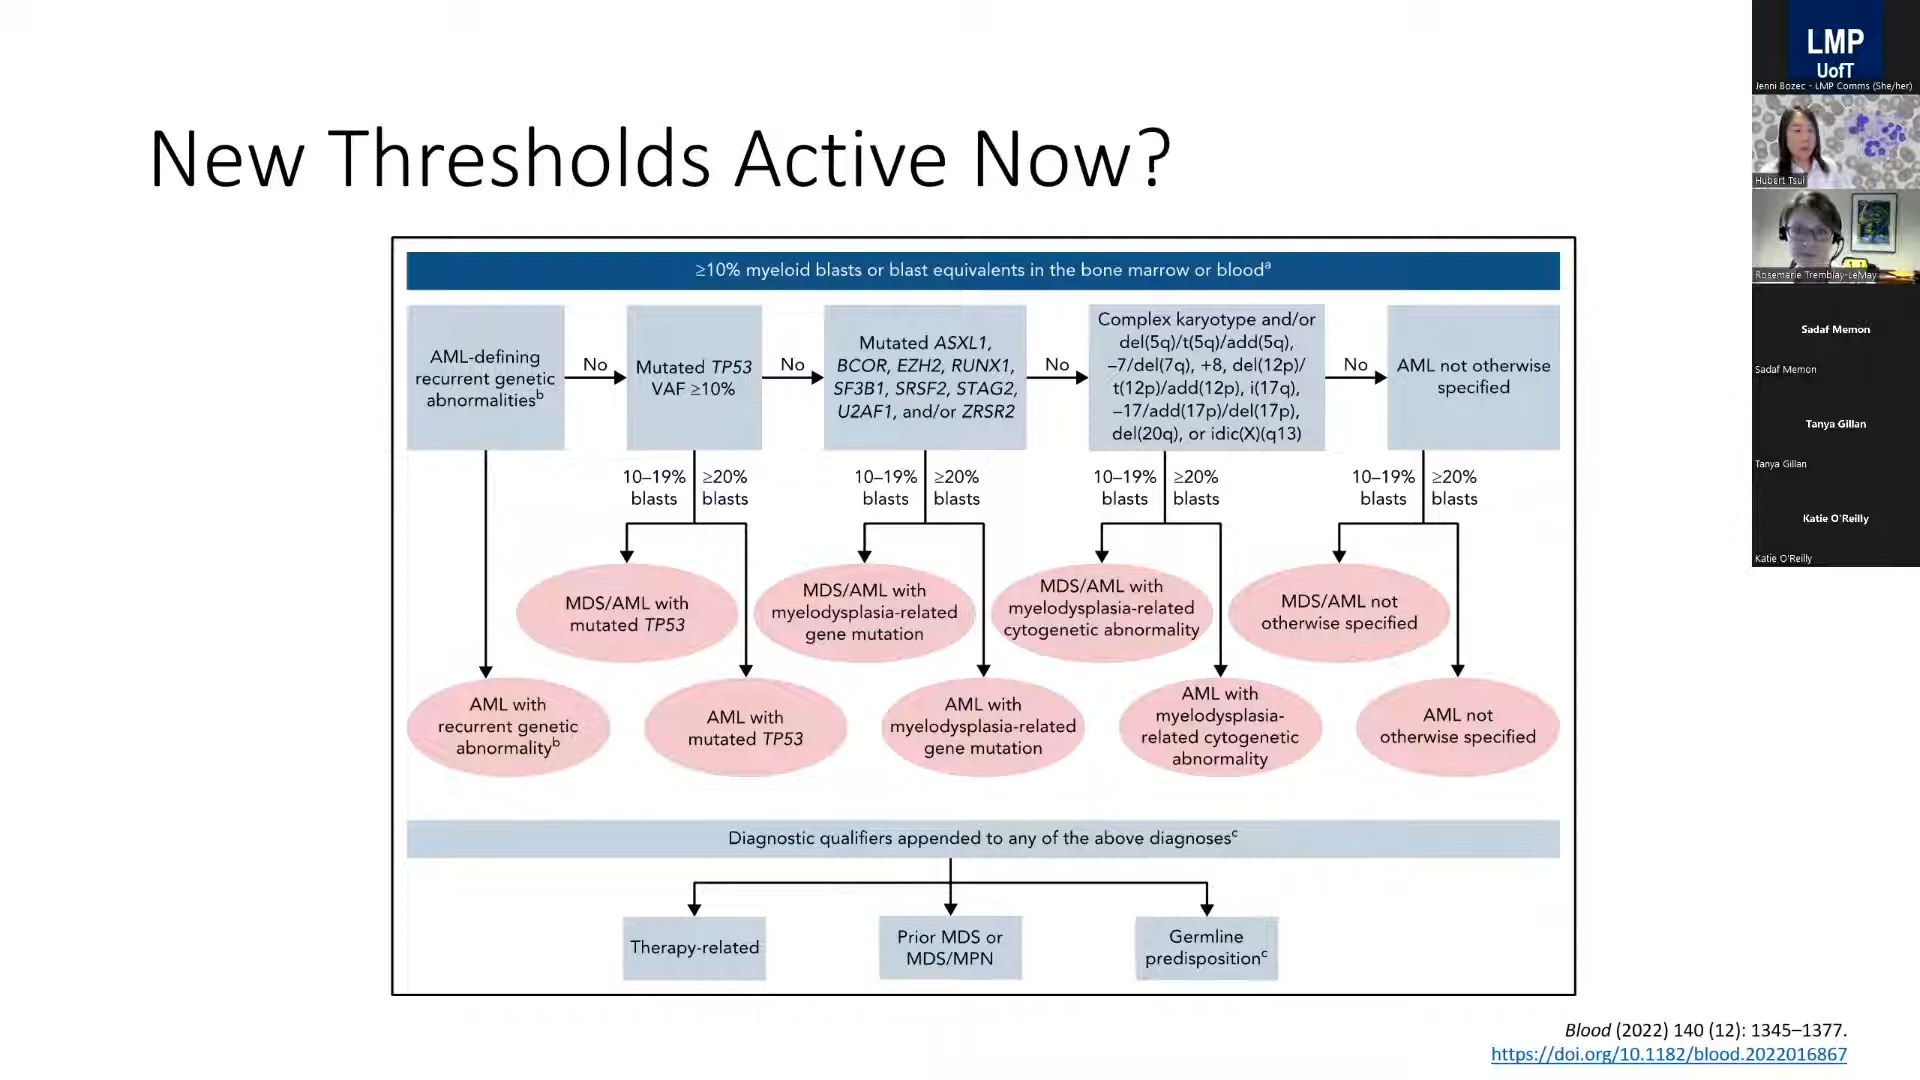 New Thresholds Active Now?
≥10% myeloid blasts or blast equivalents in the bone marrow or bloodᵃ
AML-defining
recurrent genetic
abnormalitiesᵇ
No
Mutated TP53
VAF ≥10%
No
Mutated ASXL1,
BCOR, EZH2, RUNX1,
SF3B1, SRSF2, STAG2,
U2AF1, and/or ZRSR2
No
Complex karyotype and/or
del(5q)/t(5q)/add(5q),
–7/del(7q), +8, del(12p)/
t(12p)/add(12p), i(17q),
–17/add(17p)/del(17p),
del(20q), or idic(X)(q13)
No
AML not otherwise
specified
10–19%
blasts
≥20%
blasts
10–19%
blasts
≥20%
blasts
10–19%
blasts
≥20%
blasts
10–19%
blasts
≥20%
blasts
MDS/AML with
mutated TP53
MDS/AML with
myelodysplasia-related
gene mutation
MDS/AML with
myelodysplasia-related
cytogenetic abnormality
MDS/AML not
otherwise specified
AML with
recurrent genetic
abnormalityᵇ
AML with
mutated TP53
AML with
myelodysplasia-related
gene mutation
AML with
myelodysplasia-
related cytogenetic
abnormality
AML not
otherwise specified
Diagnostic qualifiers appended to any of the above diagnosesᶜ
Therapy-related
Prior MDS or
MDS/MPN
Germline
predispositionᶜ
Blood (2022) 140 (12): 1345–1377.
https://doi.org/10.1182/blood.2022016867
LMP
UofT
Jenni Bozec - LMP Comms (She/her)
Hubert Tsui
Rosemarie Tremblay-LeMay
Sadaf Memon
Sadaf Memon
Tanya Gillan
Tanya Gillan
Katie O'Reilly
Katie O'Reilly